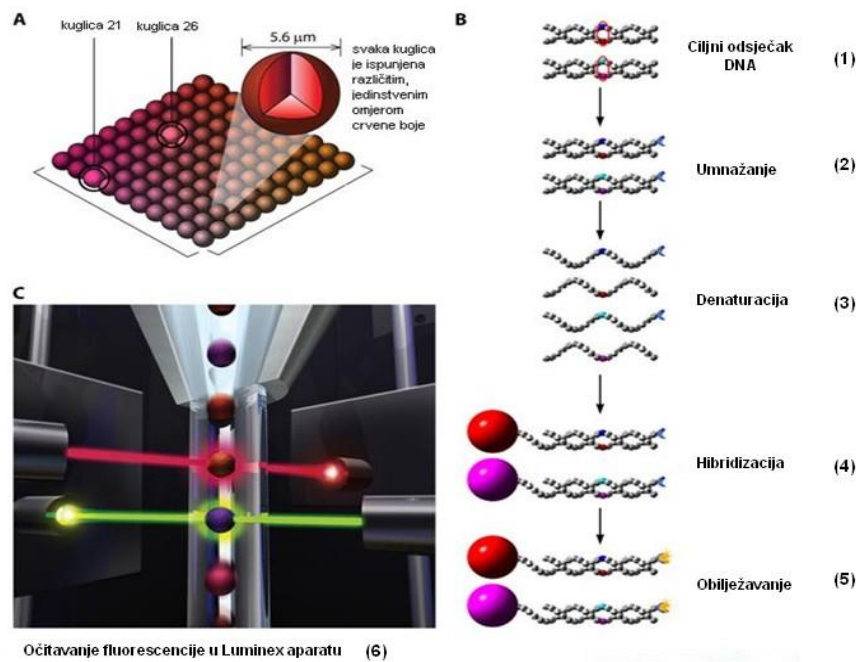 A
kuglica 21
kuglica 26
5.6 µm
svaka kuglica
je ispunjena
različitim,
jedinstvenim
omjerom
crvene boje
B
Ciljni odsječak
DNA
(1)
Umnažanje
(2)
Denaturacija
(3)
Hibridizacija
(4)
Obilježavanje
(5)
C
Očitavanje fluorescencije u Luminex aparatu (6)